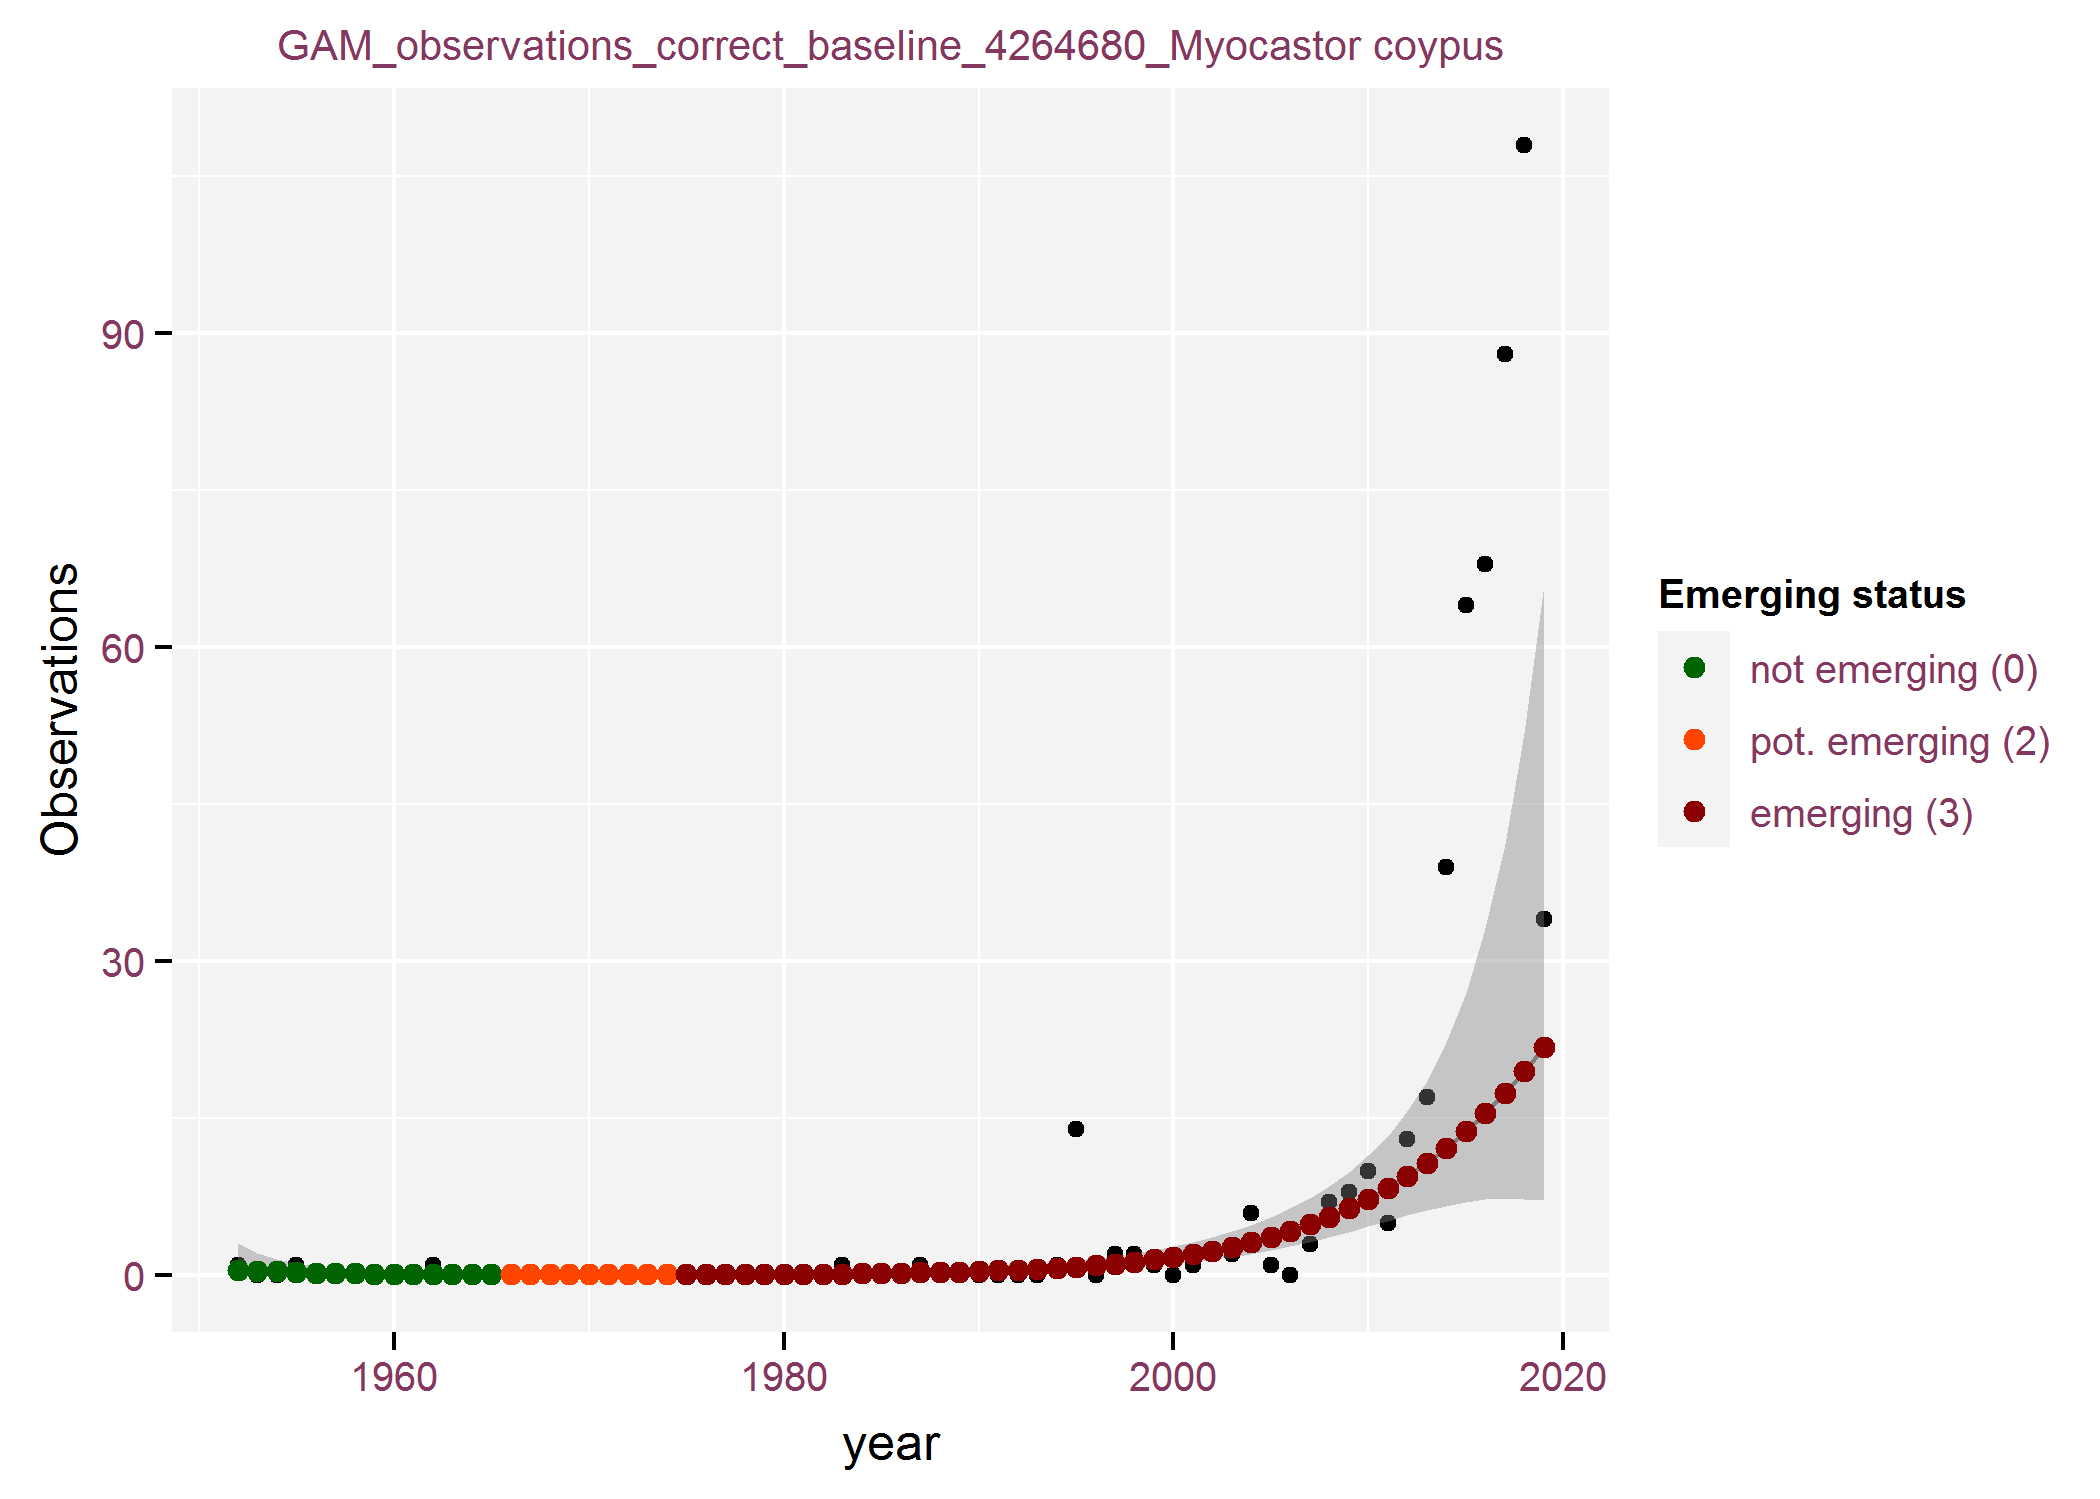 GAM_observations_correct_baseline_4264680_Myocastor coypus
Observations
90
60
30
0
1960
1980
2000
2020
year
Emerging status
not emerging (0)
pot. emerging (2)
emerging (3)